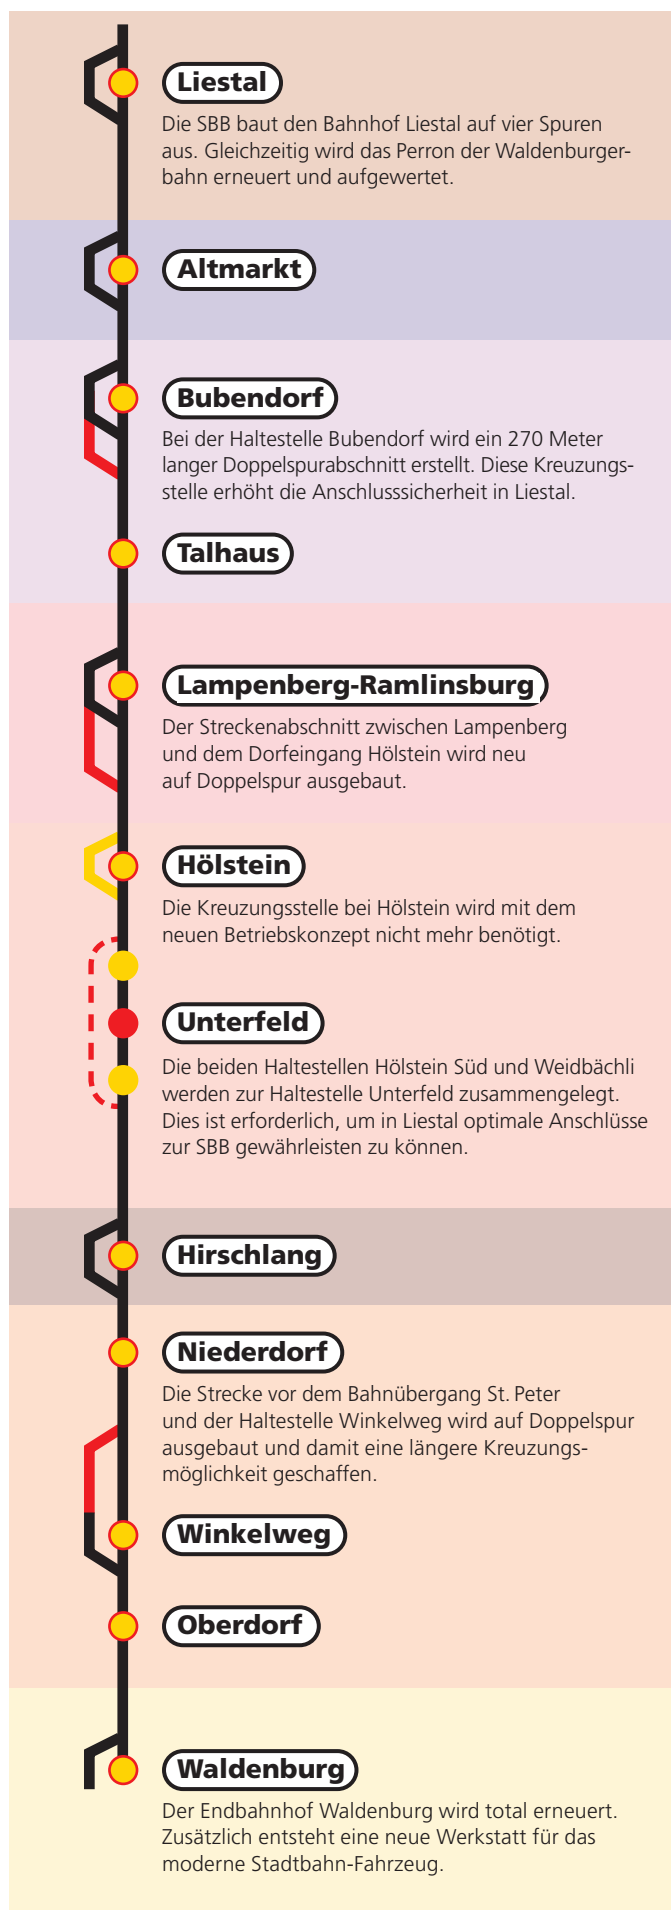 Liestal
Die SBB baut den Bahnhof Liestal auf vier Spuren
aus. Gleichzeitig wird das Perron der Waldenburger-
bahn erneuert und aufgewertet.
Altmarkt
Bubendorf
Bei der Haltestelle Bubendorf wird ein 270 Meter
langer Doppelspurabschnitt erstellt. Diese Kreuzungs-
stelle erhöht die Anschlusssicherheit in Liestal.
Talhaus
Lampenberg-Ramlinsburg
Der Streckenabschnitt zwischen Lampenberg
und dem Dorfeingang Hölstein wird neu
auf Doppelspur ausgebaut.
Hölstein
Die Kreuzungsstelle bei Hölstein wird mit dem
neuen Betriebskonzept nicht mehr benötigt.
Unterfeld
Die beiden Haltestellen Hölstein Süd und Weidbächli
werden zur Haltestelle Unterfeld zusammengelegt.
Dies ist erforderlich, um in Liestal optimale Anschlüsse
zur SBB gewährleisten zu können.
Hirschlang
Niederdorf
Die Strecke vor dem Bahnübergang St. Peter
und der Haltestelle Winkelweg wird auf Doppelspur
ausgebaut und damit eine längere Kreuzungs-
möglichkeit geschaffen.
Winkelweg
Oberdorf
Waldenburg
Der Endbahnhof Waldenburg wird total erneuert.
Zusätzlich entsteht eine neue Werkstatt für das
moderne Stadtbahn-Fahrzeug.